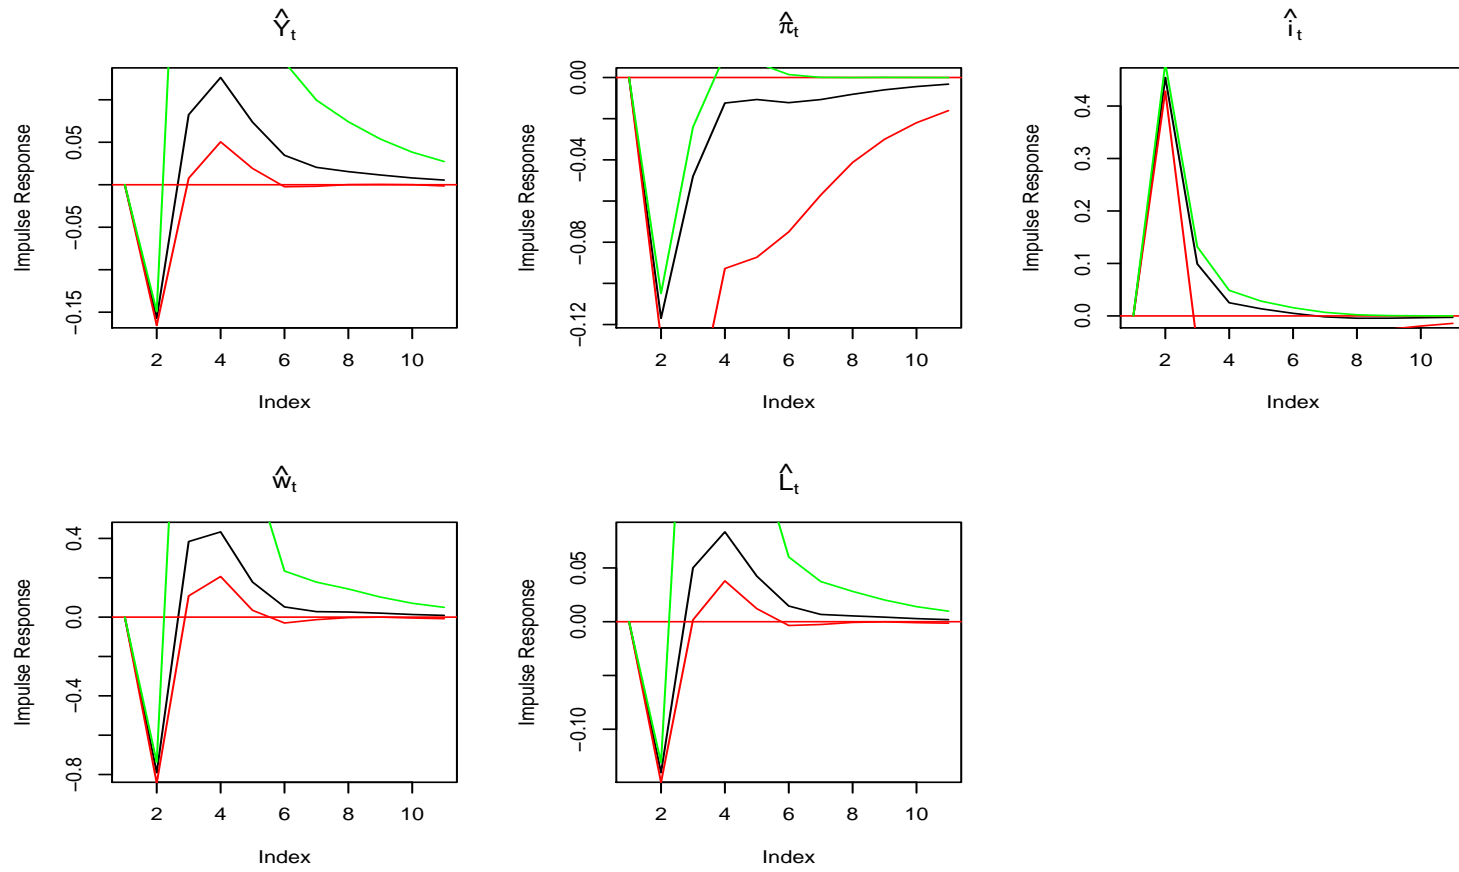 Ŷt
Impulse Response
0.05
−0.05
−0.15
2 4 6 8 10
Index
π̂t
Impulse Response
0.00
−0.04
−0.08
−0.12
2 4 6 8 10
Index
ît
Impulse Response
0.4
0.3
0.2
0.1
0.0
2 4 6 8 10
Index
ŵt
Impulse Response
0.4
0.0
−0.4
−0.8
2 4 6 8 10
Index
L̂t
Impulse Response
0.05
0.00
−0.10
2 4 6 8 10
Index